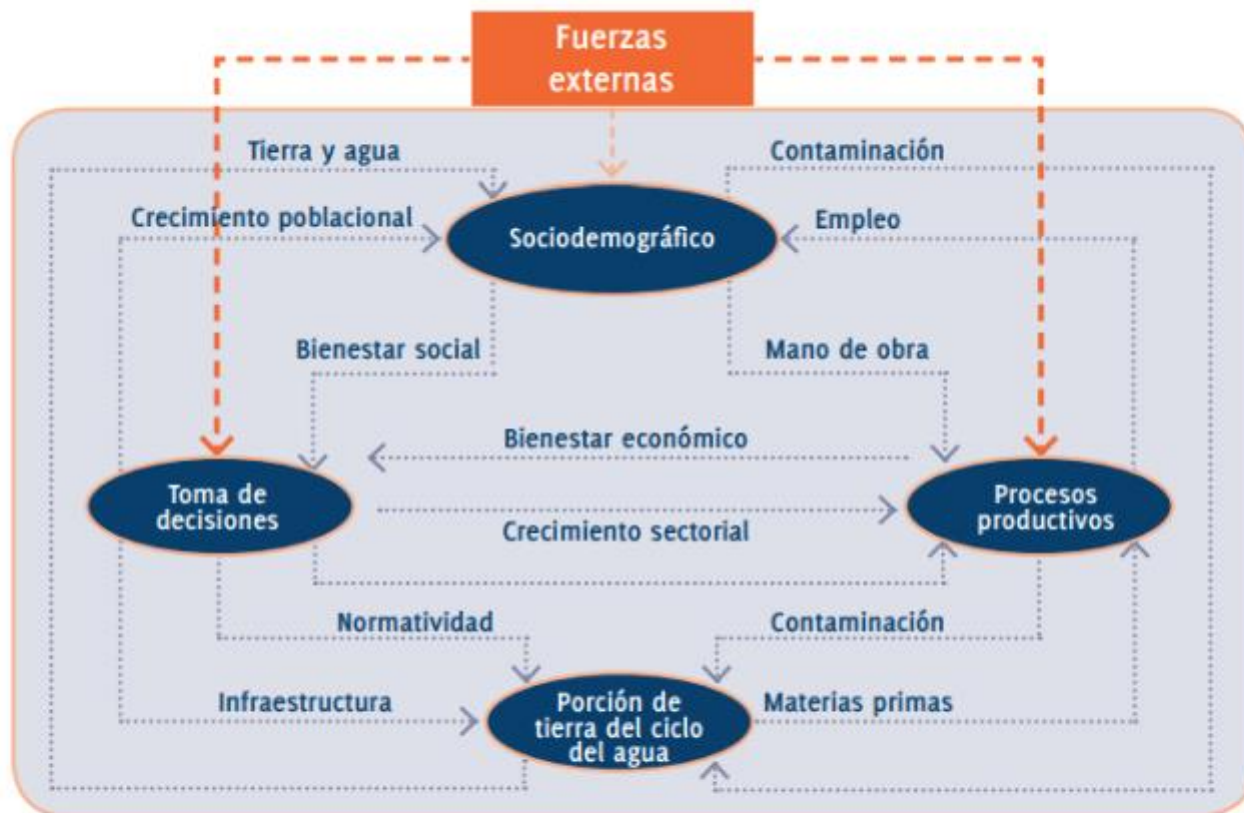 Fuerzas
externas
Tierra y agua
Contaminación
Crecimiento poblacional
Empleo
Sociodemográfico
Bienestar social
Mano de obra
Bienestar económico
Toma de
decisiones
Procesos
productivos
Crecimiento sectorial
Normatividad
Contaminación
Infraestructura
Porción de
tierra del ciclo
del agua
Materias primas